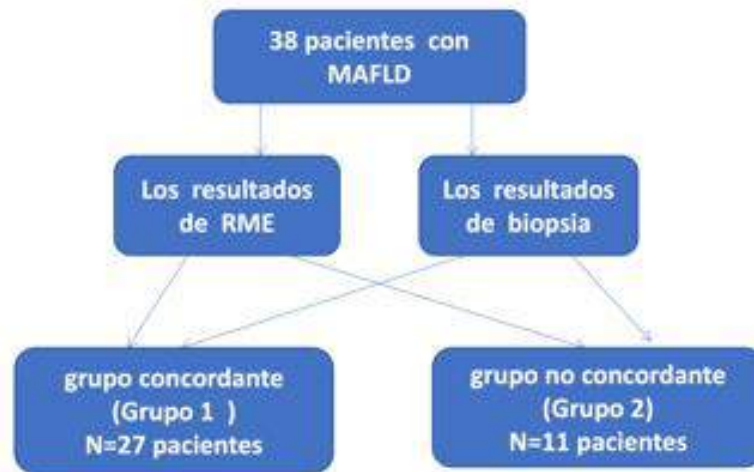 38 pacientes con
MAFLD
Los resultados
de RME
Los resultados
de biopsia
grupo concordante
(Grupo 1 )
N=27 pacientes
grupo no concordante
(Grupo 2)
N=11 pacientes